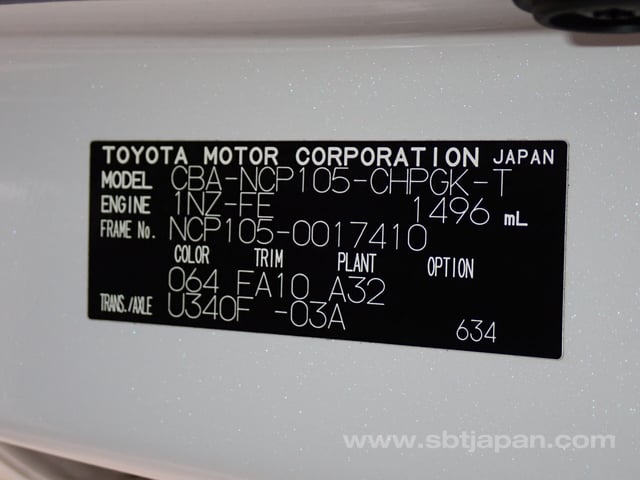 TOYOTA MOTOR CORPORATION JAPAN
MODEL CBA-NCP105-CHPGK-T
ENGINE 1NZ-FE 1496 mL
FRAME No. NCP105-0017410
COLOR TRIM PLANT OPTION
064 FA10 A32
TRANS./AXLE U340F -03A
634
www.sbtjapan.com